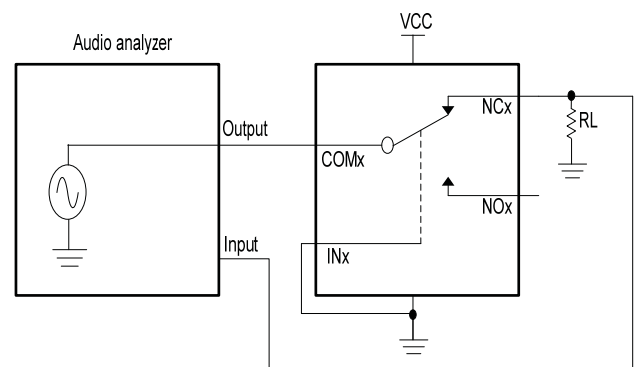 VCC
Audio analyzer
NCx
RL
Output
COMx
NOx
Input
INx